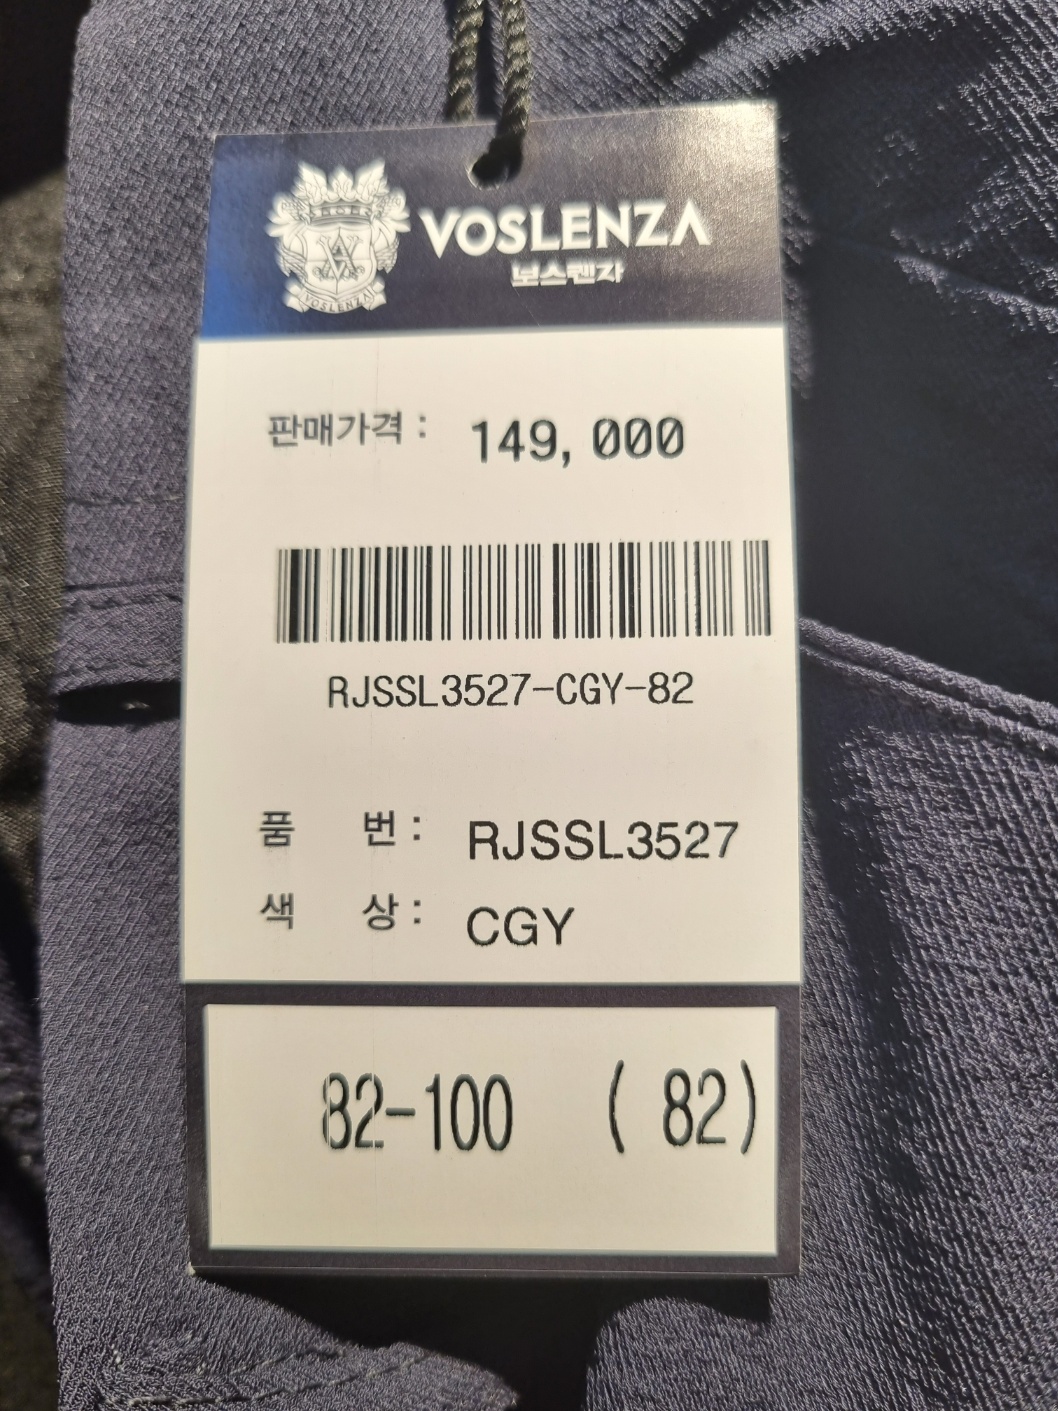 VOSLENZA
보스렌자
VOSLENZA
판매가격 : 149,000
RJSSL3527-CGY-82
품 번 : RJSSL3527
색 상 : CGY
82-100 ( 82)